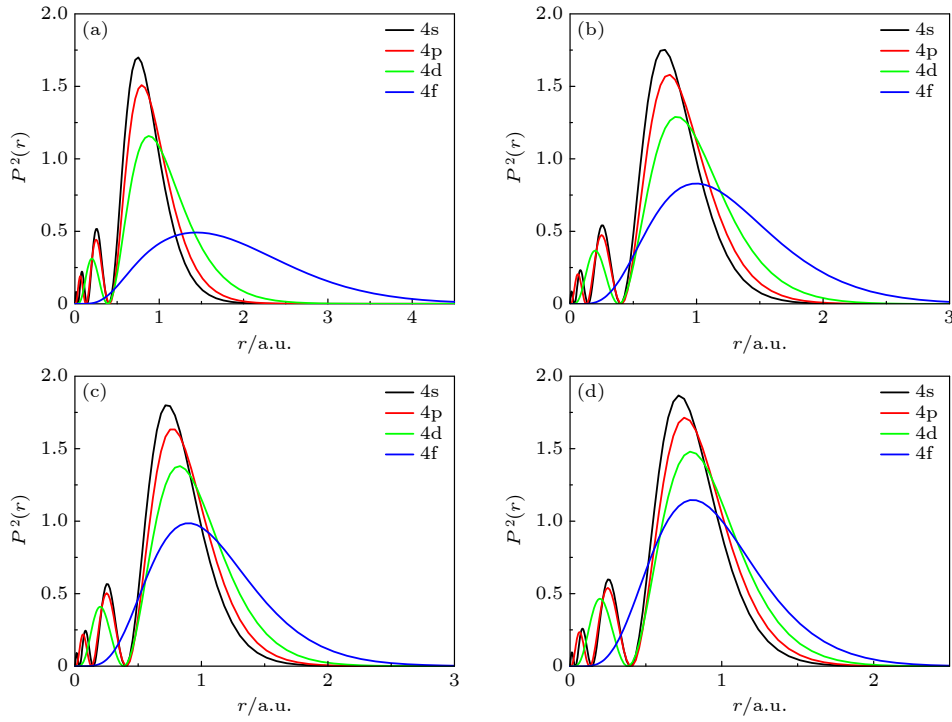 (a)
4s
4p
4d
4f
2.0
1.5
1.0
0.5
0
P²(r)
0 1 2 3 4
r/a.u.
(b)
4s
4p
4d
4f
2.0
1.5
1.0
0.5
0
P²(r)
0 1 2 3
r/a.u.
(c)
4s
4p
4d
4f
2.0
1.5
1.0
0.5
0
P²(r)
0 1 2 3
r/a.u.
(d)
4s
4p
4d
4f
2.0
1.5
1.0
0.5
0
P²(r)
0 1 2
r/a.u.